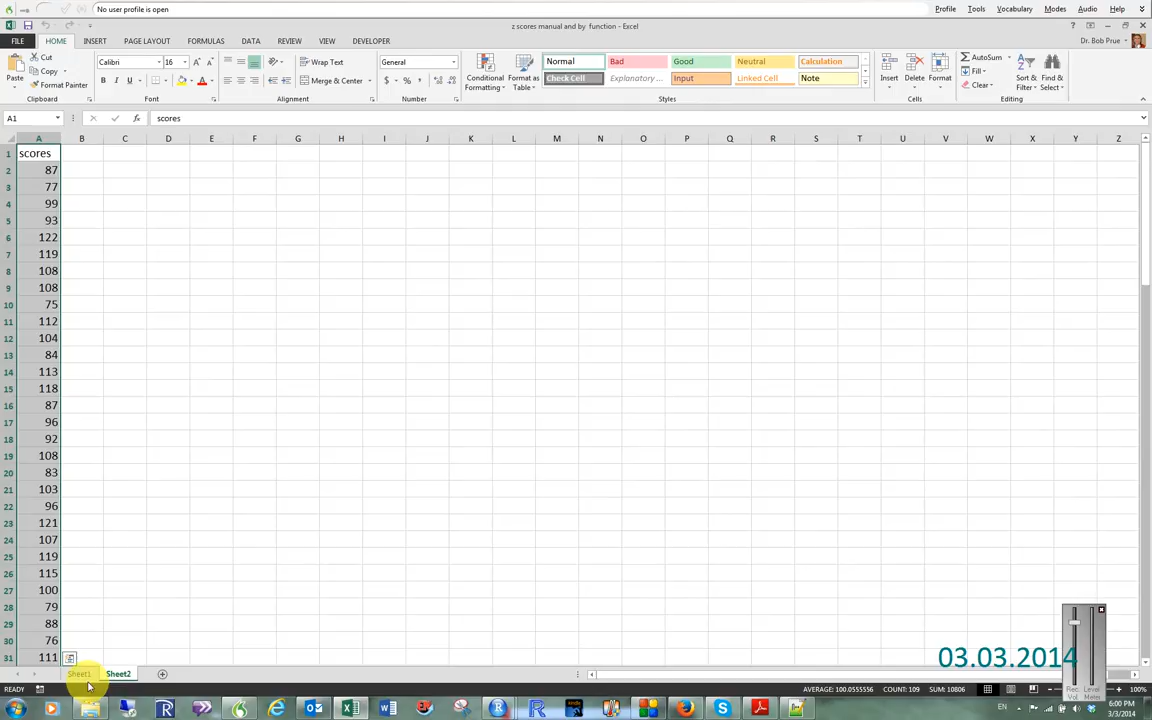 No user profile is open
Profile Tools Vocabulary Modes Audio Help
z scores manual and by function - Excel
FILE HOME INSERT PAGE LAYOUT FORMULAS DATA REVIEW VIEW DEVELOPER
Dr. Bob Prue
Paste
Cut
Copy
Format Painter
Clipboard
Calibri 16
B I U
Font
Wrap Text
Merge & Center
Alignment
General
$ % ,
Number
Conditional Formatting
Format as Table
Normal Bad Good Neutral Calculation
Check Cell Explanatory ... Input Linked Cell Note
Styles
Insert Delete Format
Cells
AutoSum
Fill
Clear
Sort & Filter
Find & Select
Editing
A1
fx
scores
A B C D E F G H I J K L M N O P Q R S T U V W X Y Z
1 scores
2 87
3 77
4 99
5 93
6 122
7 119
8 108
9 108
10 75
11 112
12 104
13 84
14 113
15 118
16 87
17 96
18 92
19 108
20 83
21 103
22 96
23 121
24 107
25 119
26 115
27 100
28 79
29 88
30 76
31 111
03.03.2014
Sheet1 Sheet2
READY
AVERAGE: 100.0555556 COUNT: 109 SUM: 10806
100%
Rec. Vol. Level Meter
EN
6:00 PM
3/3/2014